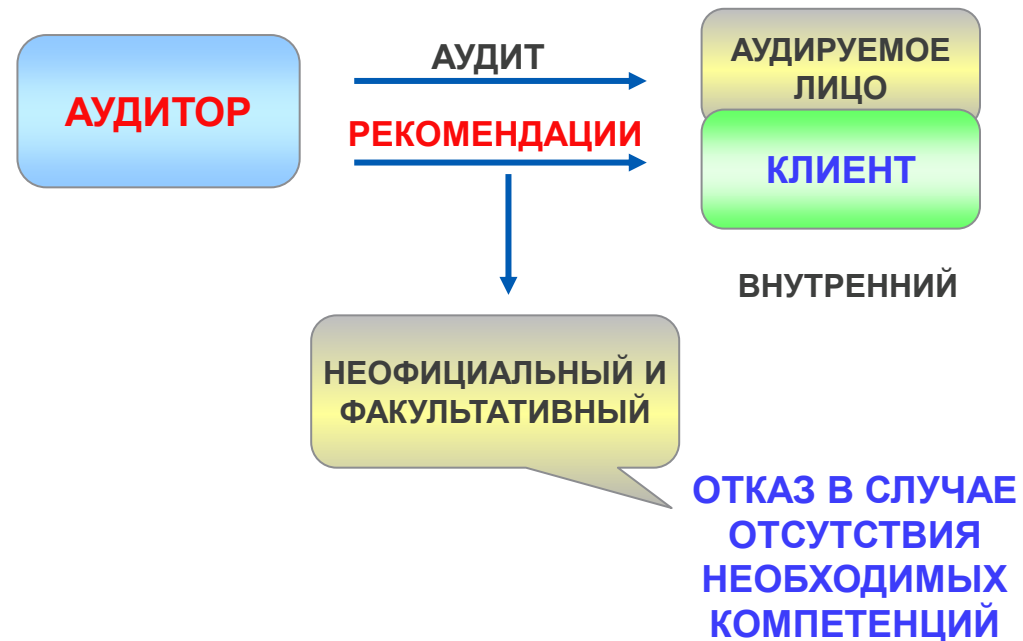 АУДИТОР
АУДИТ
РЕКОМЕНДАЦИИ
АУДИРУЕМОЕ
ЛИЦО
КЛИЕНТ
ВНУТРЕННИЙ
НЕОФИЦИАЛЬНЫЙ И
ФАКУЛЬТАТИВНЫЙ
ОТКАЗ В СЛУЧАЕ
ОТСУТСТВИЯ
НЕОБХОДИМЫХ
КОМПЕТЕНЦИЙ